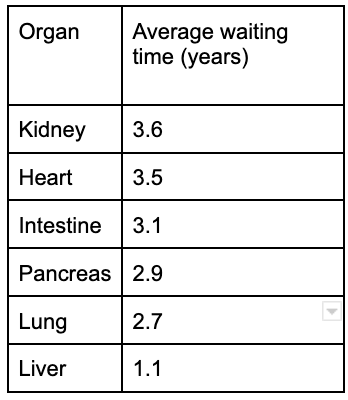 Organ
Average waiting
time (years)
Kidney 3.6
Heart 3.5
Intestine 3.1
Pancreas 2.9
Lung 2.7
Liver 1.1